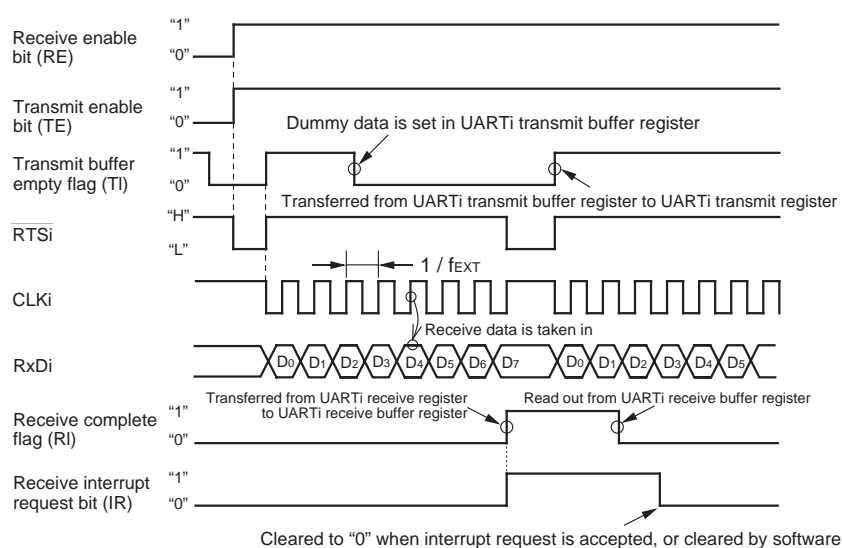 Receive enable
bit (RE)
“1”
“0”
Transmit enable
bit (TE)
“1”
“0”
Dummy data is set in UARTi transmit buffer register
Transmit buffer
empty flag (TI)
“1”
“0”
Transferred from UARTi transmit buffer register to UARTi transmit register
RTSi
“H”
“L”
1 / fEXT
CLKi
Receive data is taken in
RxDi
D0 D1 D2 D3 D4 D5 D6 D7 D0 D1 D2 D3 D4 D5
Transferred from UARTi receive register
to UARTi receive buffer register
Read out from UARTi receive buffer register
Receive complete
flag (RI)
“1”
“0”
Receive interrupt
request bit (IR)
“1”
“0”
Cleared to “0” when interrupt request is accepted, or cleared by software